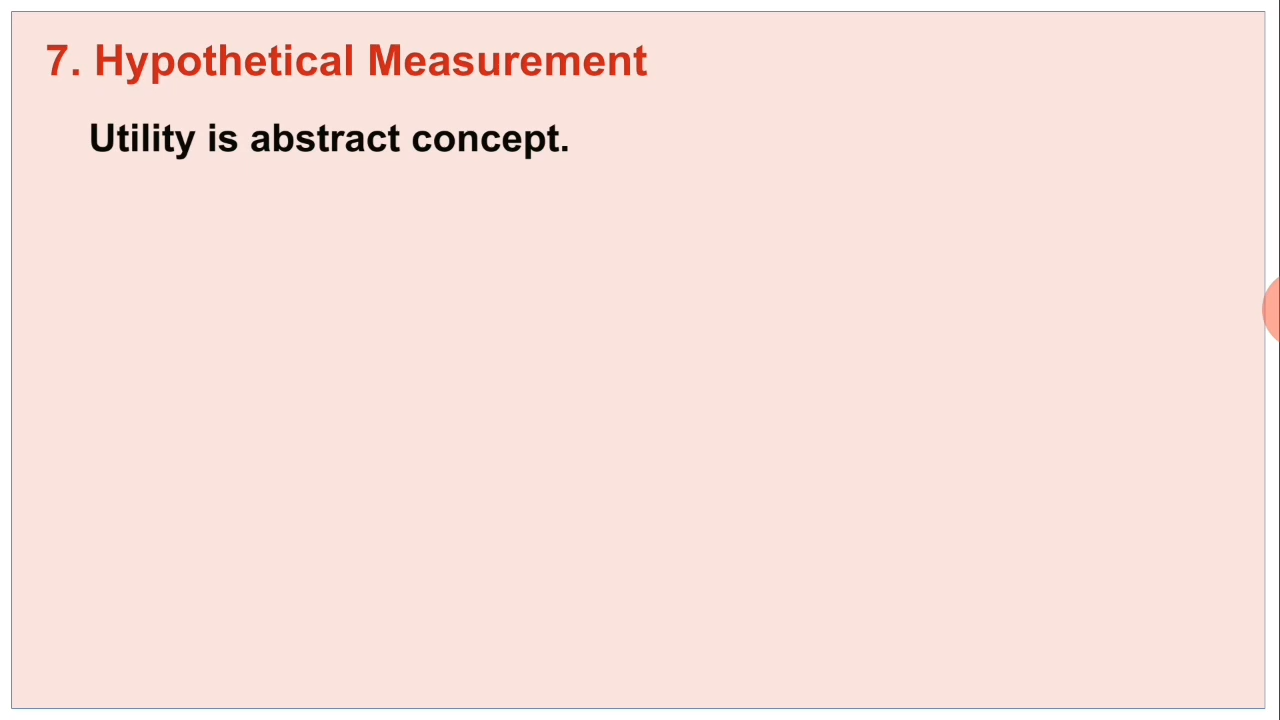 7. Hypothetical Measurement
Utility is abstract concept.